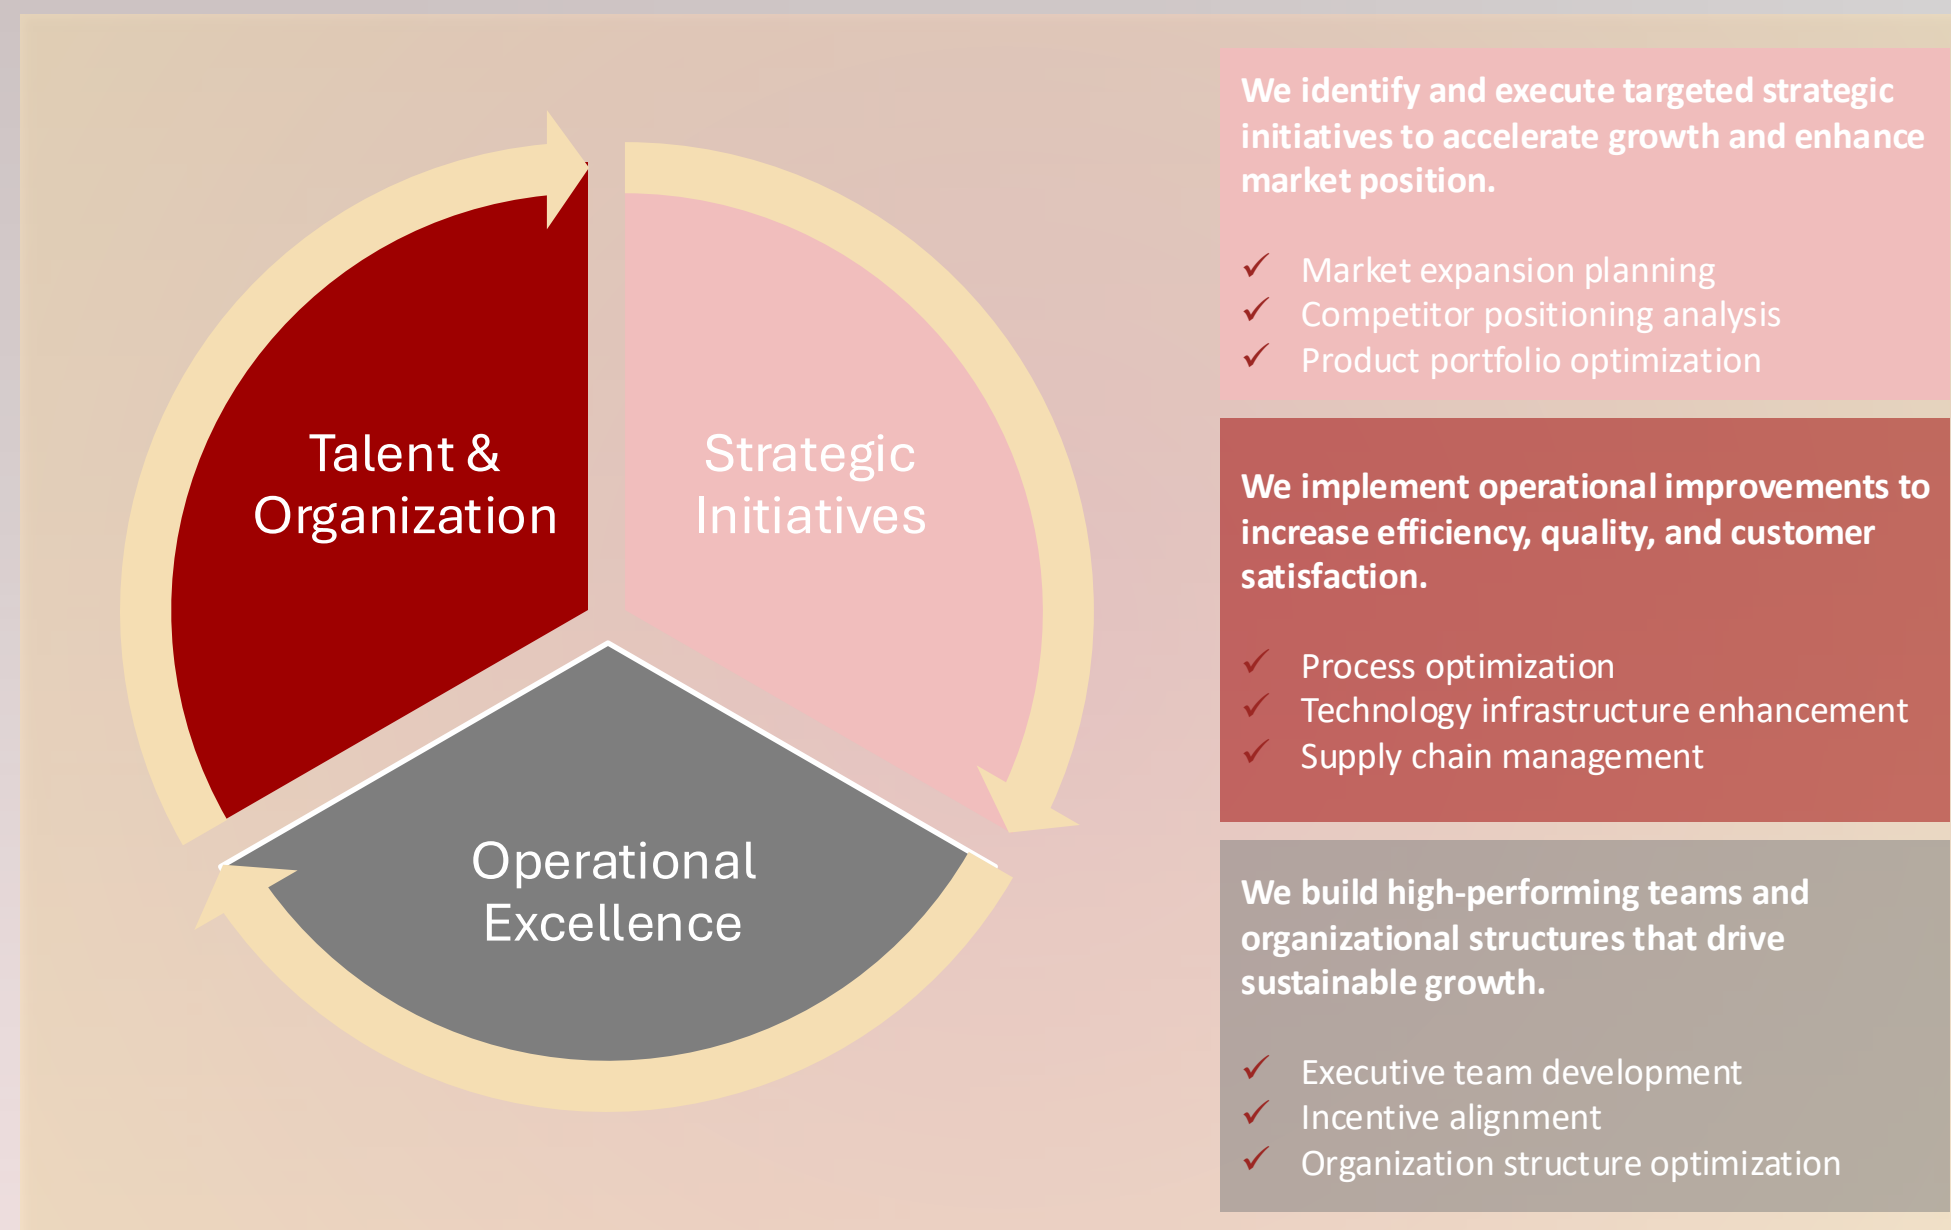 Talent &
Organization
Strategic
Initiatives
Operational
Excellence
We identify and execute targeted strategic
initiatives to accelerate growth and enhance
market position.
✓ Market expansion planning
✓ Competitor positioning analysis
✓ Product portfolio optimization
We implement operational improvements to
increase efficiency, quality, and customer
satisfaction.
✓ Process optimization
✓ Technology infrastructure enhancement
✓ Supply chain management
We build high-performing teams and
organizational structures that drive
sustainable growth.
✓ Executive team development
✓ Incentive alignment
✓ Organization structure optimization